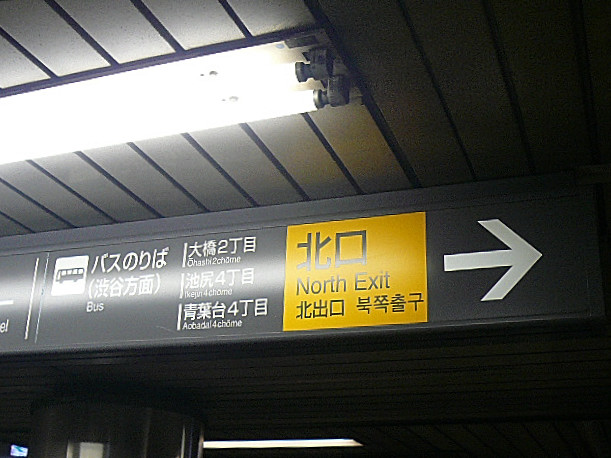 el
バスのりば
(渋谷方面)
Bus
大橋2丁目
Ohashi 2chōme
池尻4丁目
Ikejiri 4chōme
青葉台4丁目
Aobadai 4chōme
北口
North Exit
北出口 북쪽출구